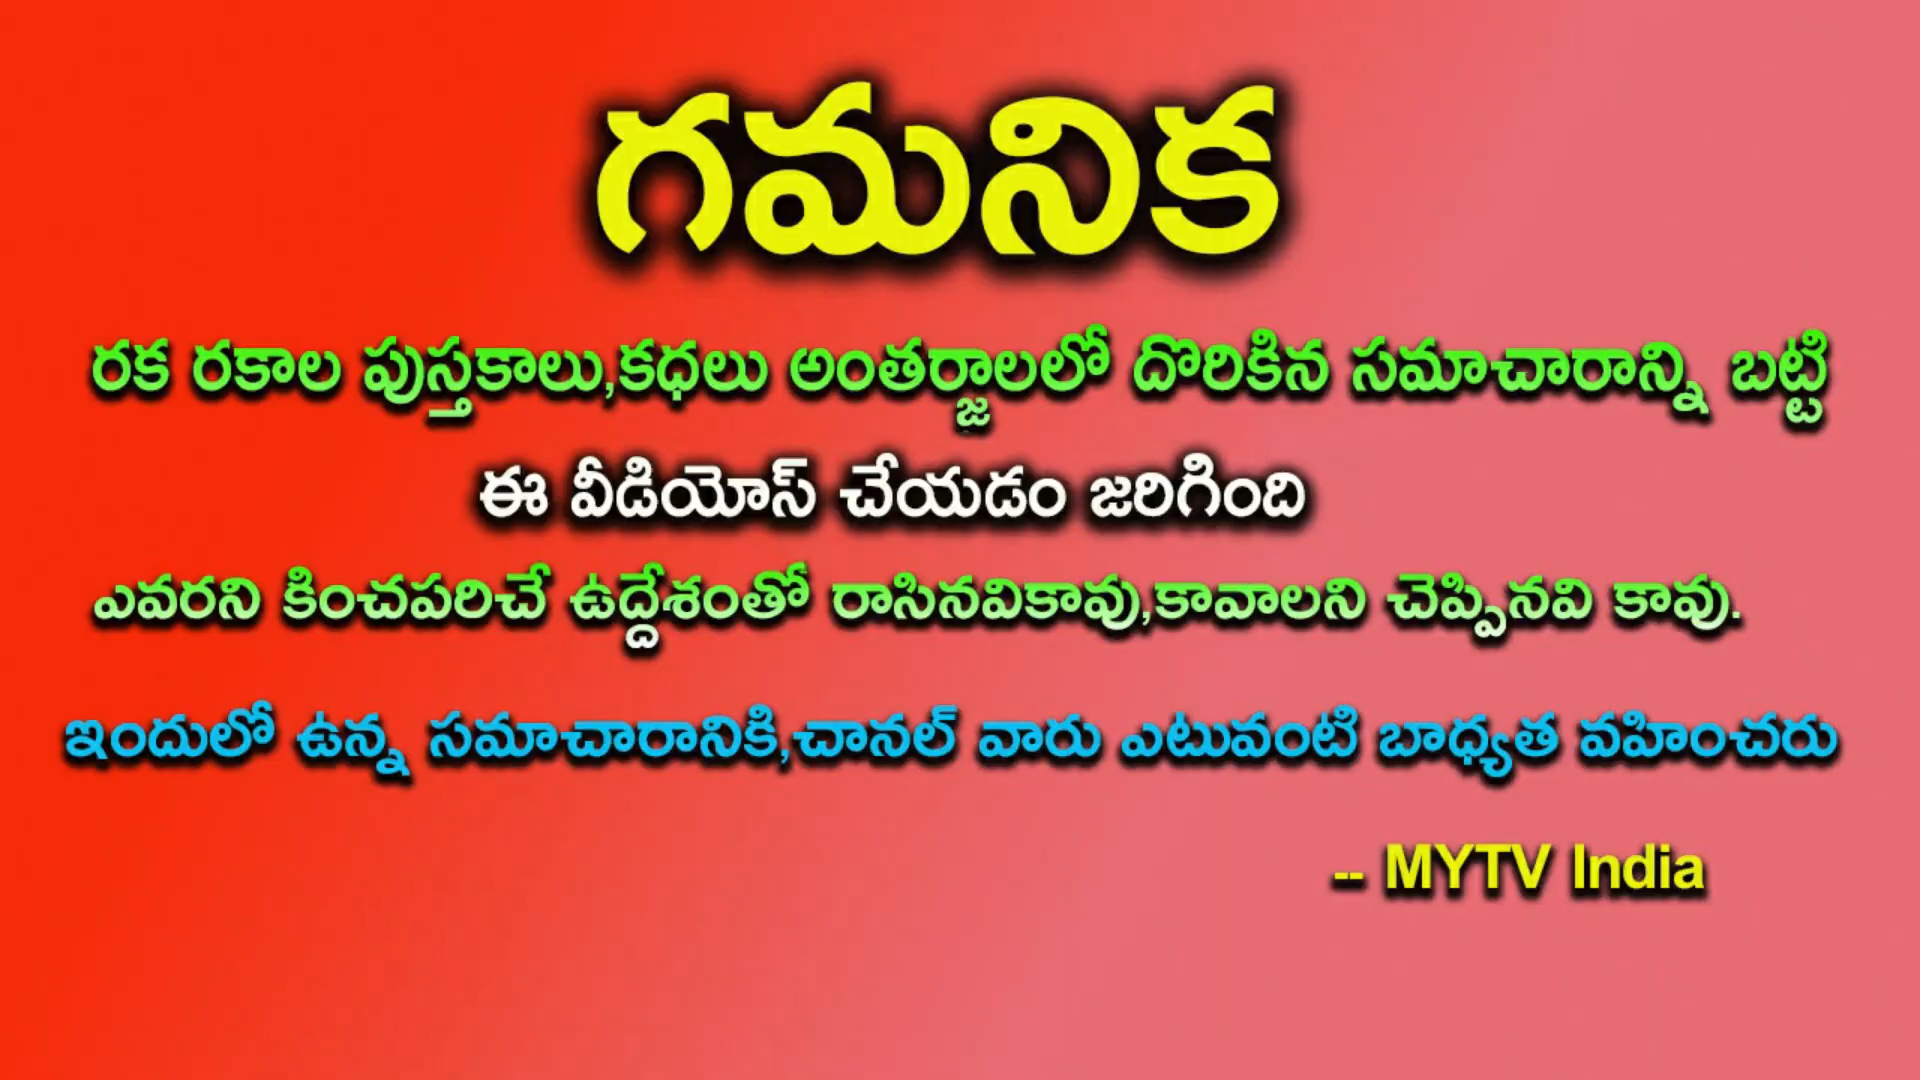 గమనిక
రక రకాల పుస్తకాలు,కధలు అంతర్జాలలో దొరికిన సమాచారాన్ని బట్టి
ఈ వీడియోస్ చేయడం జరిగింది
ఎవరని కించపరిచే ఉద్దేశంతో రాసినవికావు,కావాలని చెప్పినవి కావు.
ఇందులో ఉన్న సమాచారానికి,చానల్ వారు ఎటువంటి బాధ్యత వహించరు
-- MYTV India